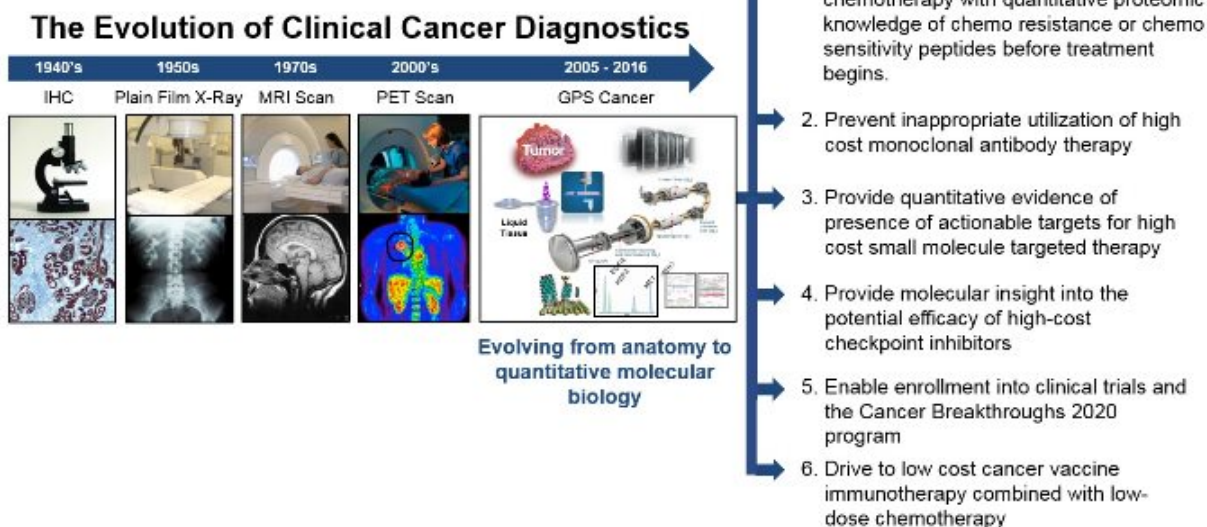 The Evolution of Clinical Cancer Diagnostics
1940's 1950s 1970s 2000's 2005 - 2016
IHC Plain Film X-Ray MRI Scan PET Scan GPS Cancer
Tumor
Liquid
Tissue
Evolving from anatomy to
quantitative molecular
biology
chemotherapy with quantitative proteomic
knowledge of chemo resistance or chemo
sensitivity peptides before treatment
begins.
2. Prevent inappropriate utilization of high
cost monoclonal antibody therapy
3. Provide quantitative evidence of
presence of actionable targets for high
cost small molecule targeted therapy
4. Provide molecular insight into the
potential efficacy of high-cost
checkpoint inhibitors
5. Enable enrollment into clinical trials and
the Cancer Breakthroughs 2020
program
6. Drive to low cost cancer vaccine
immunotherapy combined with low-
dose chemotherapy